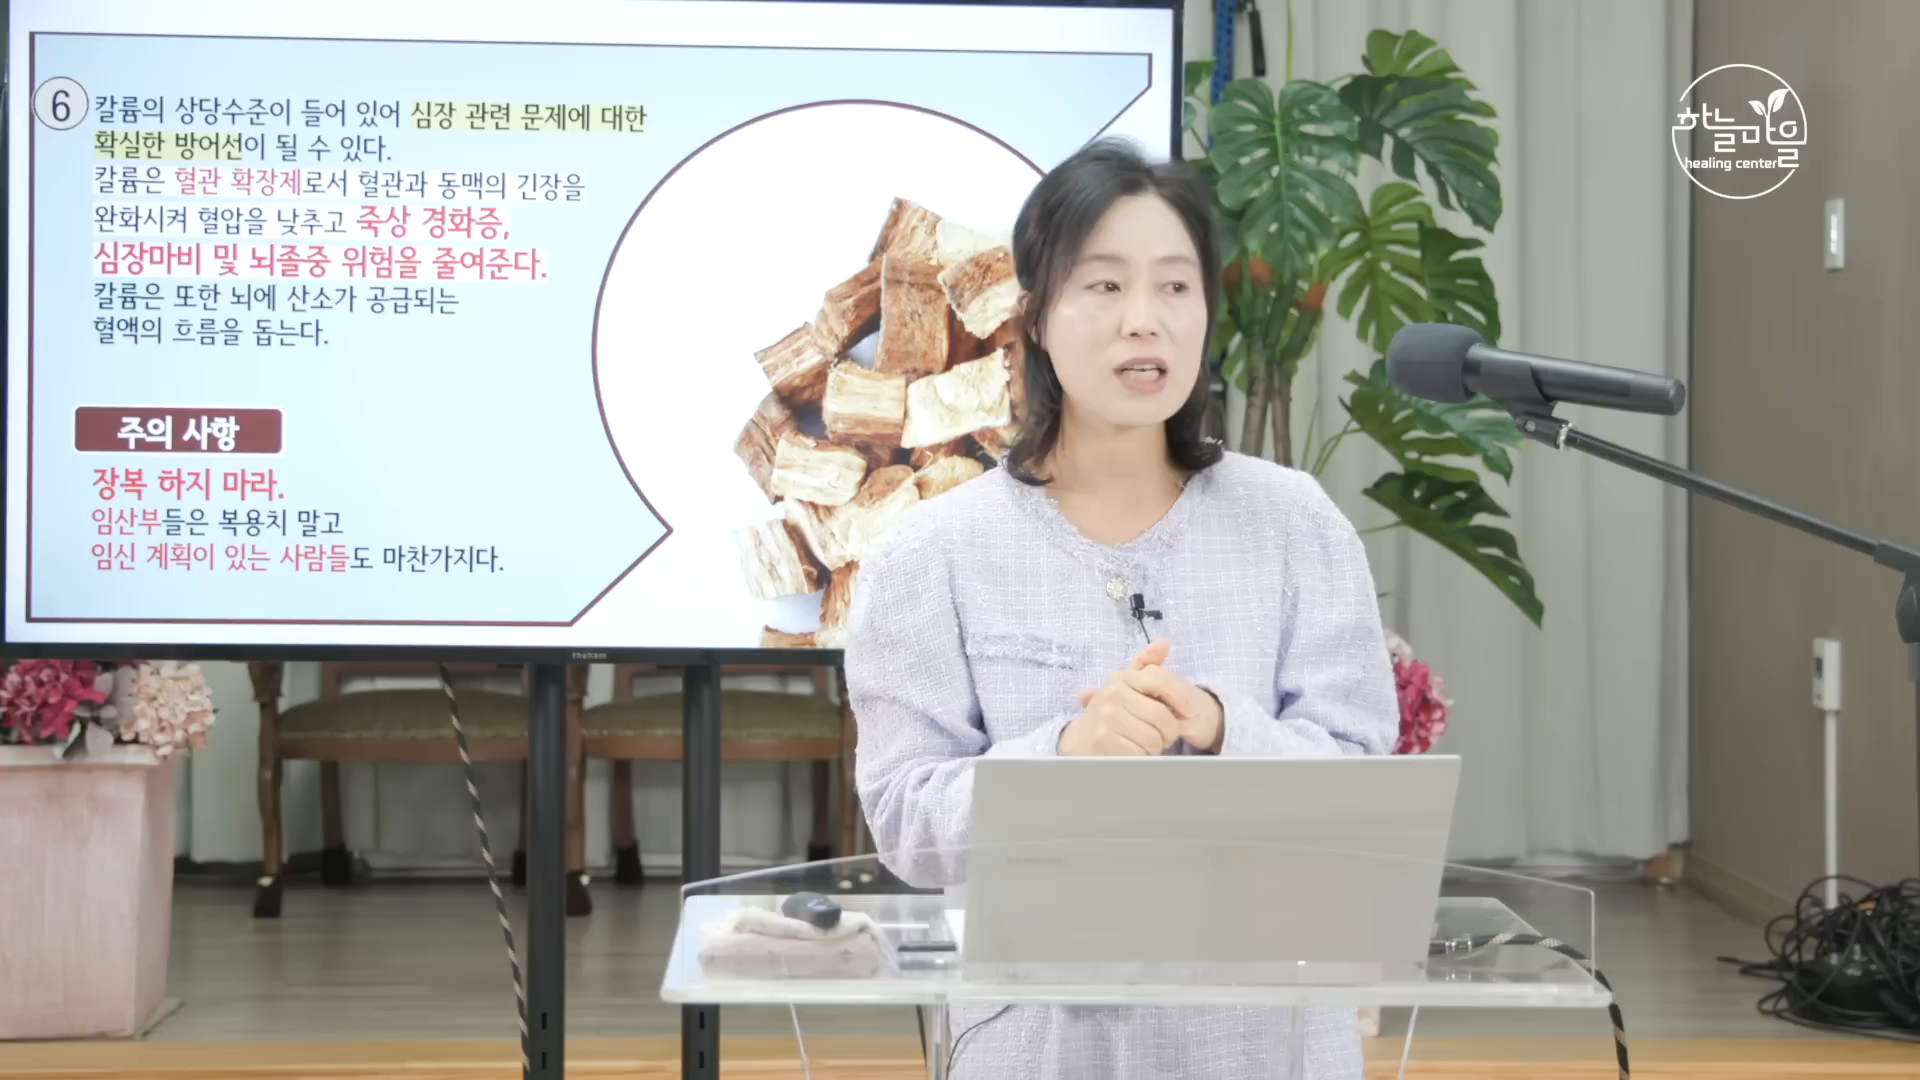 6
칼륨의 상당수준이 들어 있어 심장 관련 문제에 대한
확실한 방어선이 될 수 있다.
칼륨은 혈관 확장제로서 혈관과 동맥의 긴장을
완화시켜 혈압을 낮추고 죽상 경화증,
심장마비 및 뇌졸중 위험을 줄여준다.
칼륨은 또한 뇌에 산소가 공급되는
혈액의 흐름을 돕는다.
주의 사항
장복 하지 마라.
임산부들은 복용치 말고
임신 계획이 있는 사람들도 마찬가지다.
하늘마을
healing center